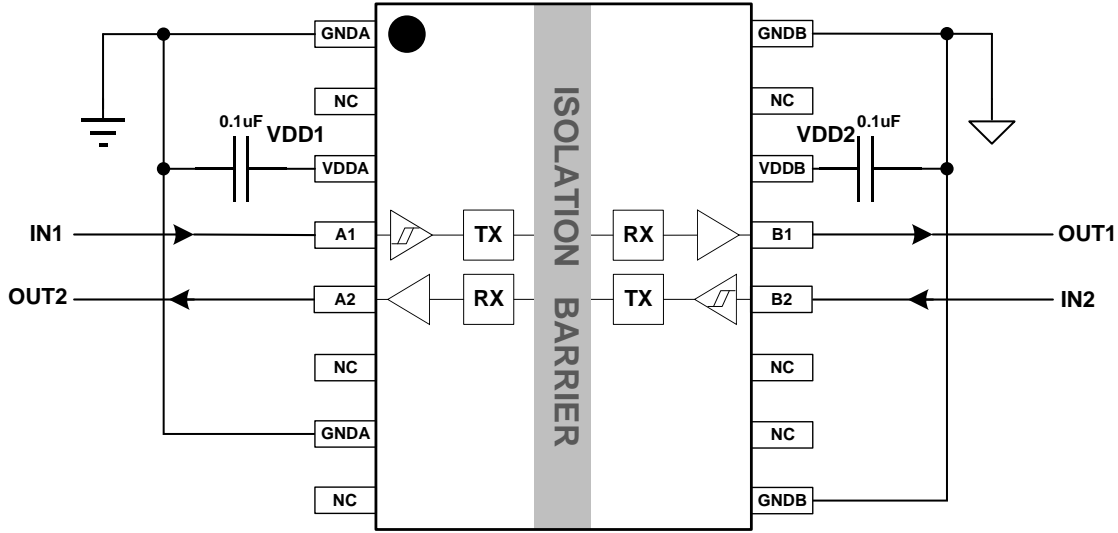 GNDA
GNDB
NC
NC
0.1uF
VDD1
VDD2
0.1uF
VDDA
VDDB
IN1
A1
TX
RX
B1
OUT1
OUT2
A2
RX
TX
B2
IN2
ISOLATION BARRIER
NC
NC
GNDA
NC
NC
GNDB